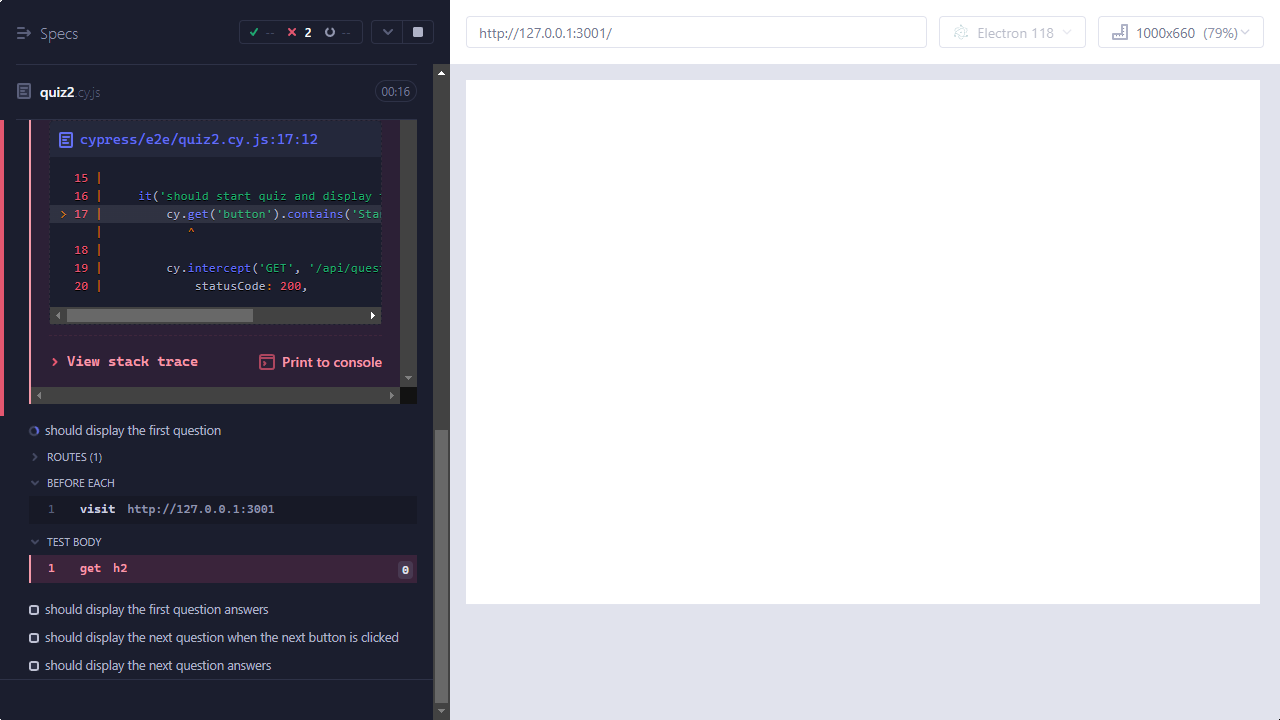 Specs
-- 2 --
http://127.0.0.1:3001/
Electron 118
1000x660 (79%)
quiz2.cy.js
00:16
cypress/e2e/quiz2.cy.js:17:12
15 |
16 | it('should start quiz and display
> 17 | cy.get('button').contains('Star
| ^
18 |
19 | cy.intercept('GET', '/api/quest
20 | statusCode: 200,
View stack trace
Print to console
should display the first question
ROUTES (1)
BEFORE EACH
1 visit http://127.0.0.1:3001
TEST BODY
1 get h2 0
should display the first question answers
should display the next question when the next button is clicked
should display the next question answers